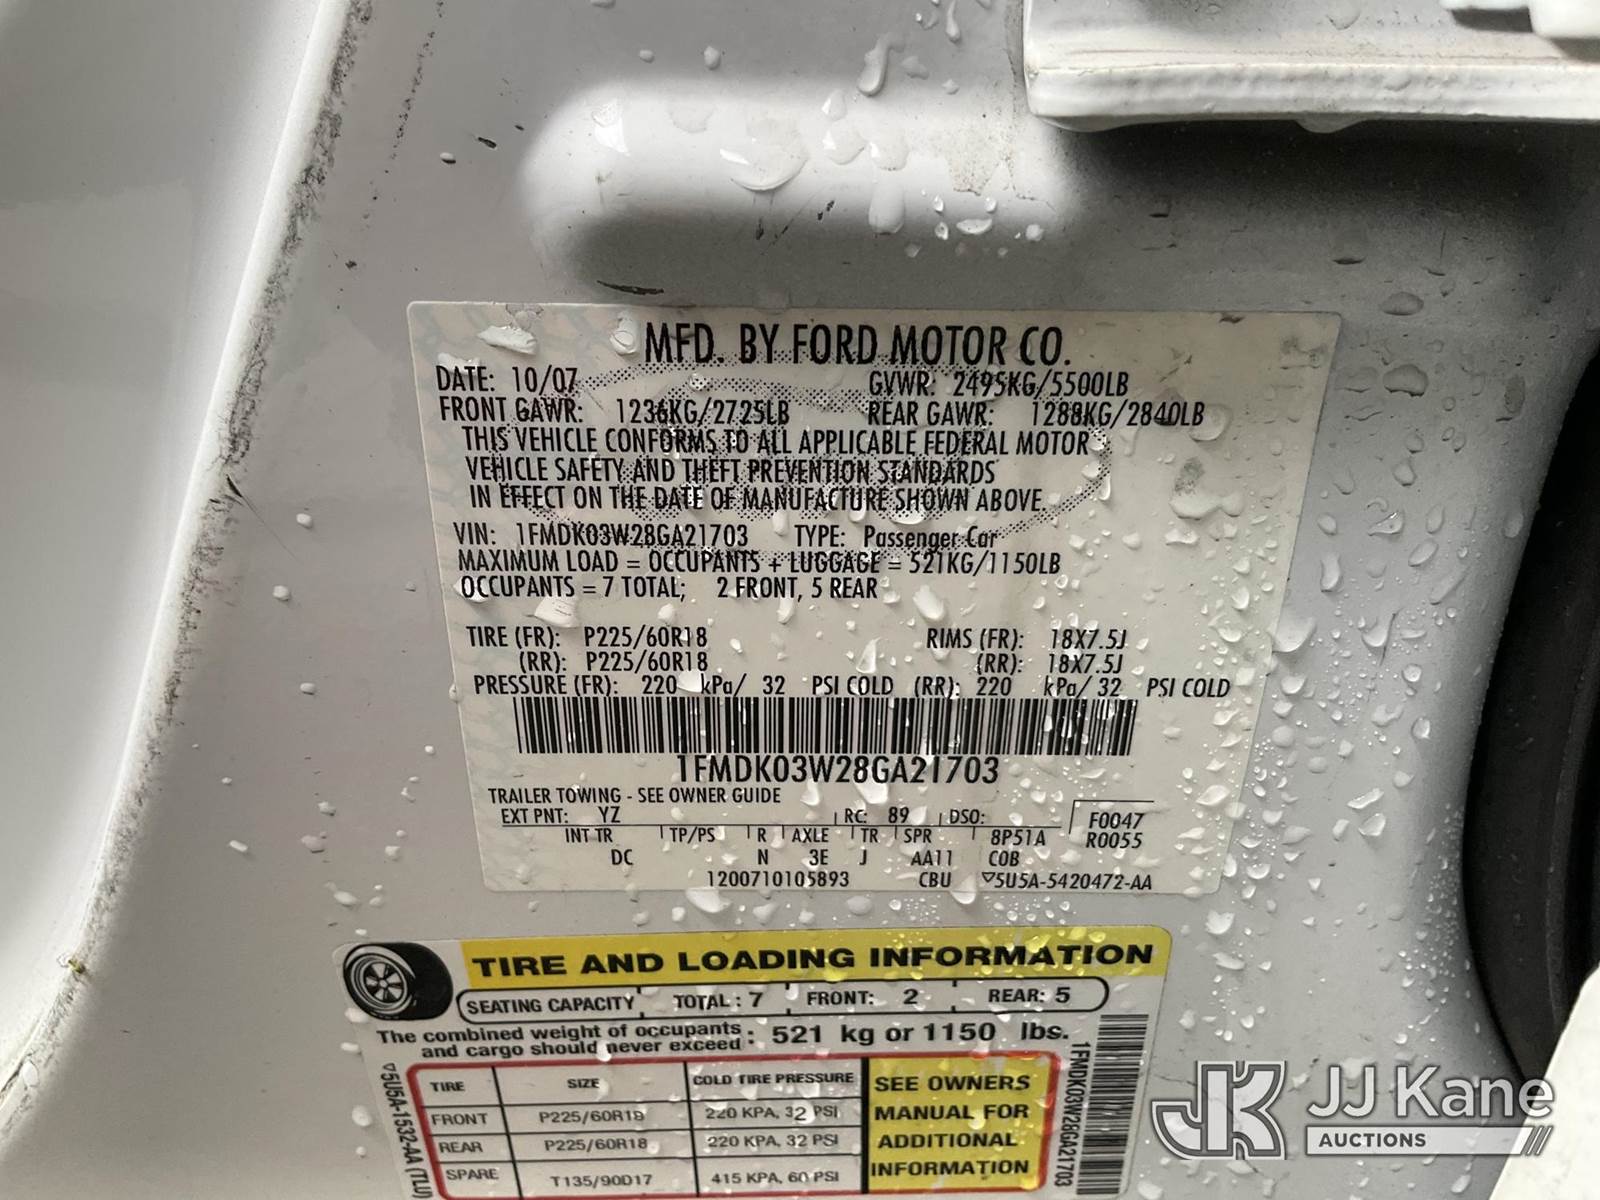 MFD. BY FORD MOTOR CO.
DATE: 10/07 GVWR: 2495KG/5500LB
FRONT GAWR: 1236KG/2725LB REAR GAWR: 1288KG/2840LB
THIS VEHICLE CONFORMS TO ALL APPLICABLE FEDERAL MOTOR
VEHICLE SAFETY AND THEFT PREVENTION STANDARDS
IN EFFECT ON THE DATE OF MANUFACTURE SHOWN ABOVE.
VIN: 1FMDK03W28GA21703 TYPE: Passenger Car
MAXIMUM LOAD = OCCUPANTS + LUGGAGE = 521KG/1150LB
OCCUPANTS = 7 TOTAL; 2 FRONT, 5 REAR
TIRE (FR): P225/60R18 RIMS (FR): 18X7.5J
(RR): P225/60R18 (RR): 18X7.5J
PRESSURE (FR): 220 kPa/ 32 PSI COLD (RR): 220 kPa/ 32 PSI COLD
1FMDK03W28GA21703
TRAILER TOWING - SEE OWNER GUIDE
EXT PNT: YZ RC: 89 DSO: F0047
INT TR TP/PS R AXLE TR SPR 8P51A R0055
DC N 3E J AA11 COB
1200710105893 CBU ▽5U5A-5420472-AA
TIRE AND LOADING INFORMATION
SEATING CAPACITY TOTAL : 7 FRONT: 2 REAR: 5
The combined weight of occupants
and cargo should never exceed : 521 kg or 1150 lbs.
TIRE SIZE COLD TIRE PRESSURE
FRONT P225/60R18 220 KPA, 32 PSI
REAR P225/60R18 220 KPA, 32 PSI
SPARE T135/90D17 415 KPA, 60 PSI
SEE OWNERS
MANUAL FOR
ADDITIONAL
INFORMATION
▽5U5A-1532-AA (TLU)
1FMDK03W28GA21703
JK JJ Kane
AUCTIONS